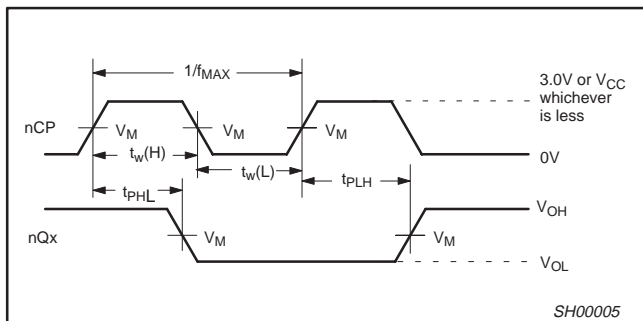 1/fMAX
3.0V or VCC
whichever
is less
nCP
VM
VM
VM
tw(H)
tw(L)
0V
tPHL
tPLH
VOH
nQx
VM
VM
VOL
SH00005